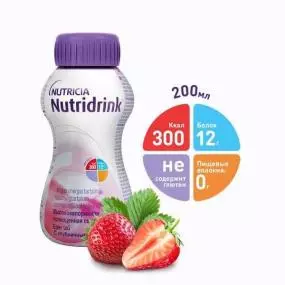 NUTRICIA
Nutridrink
200мл
Ккал
300
Белок
12г
не
содержит
глютен
Пищевые
волокна
0г